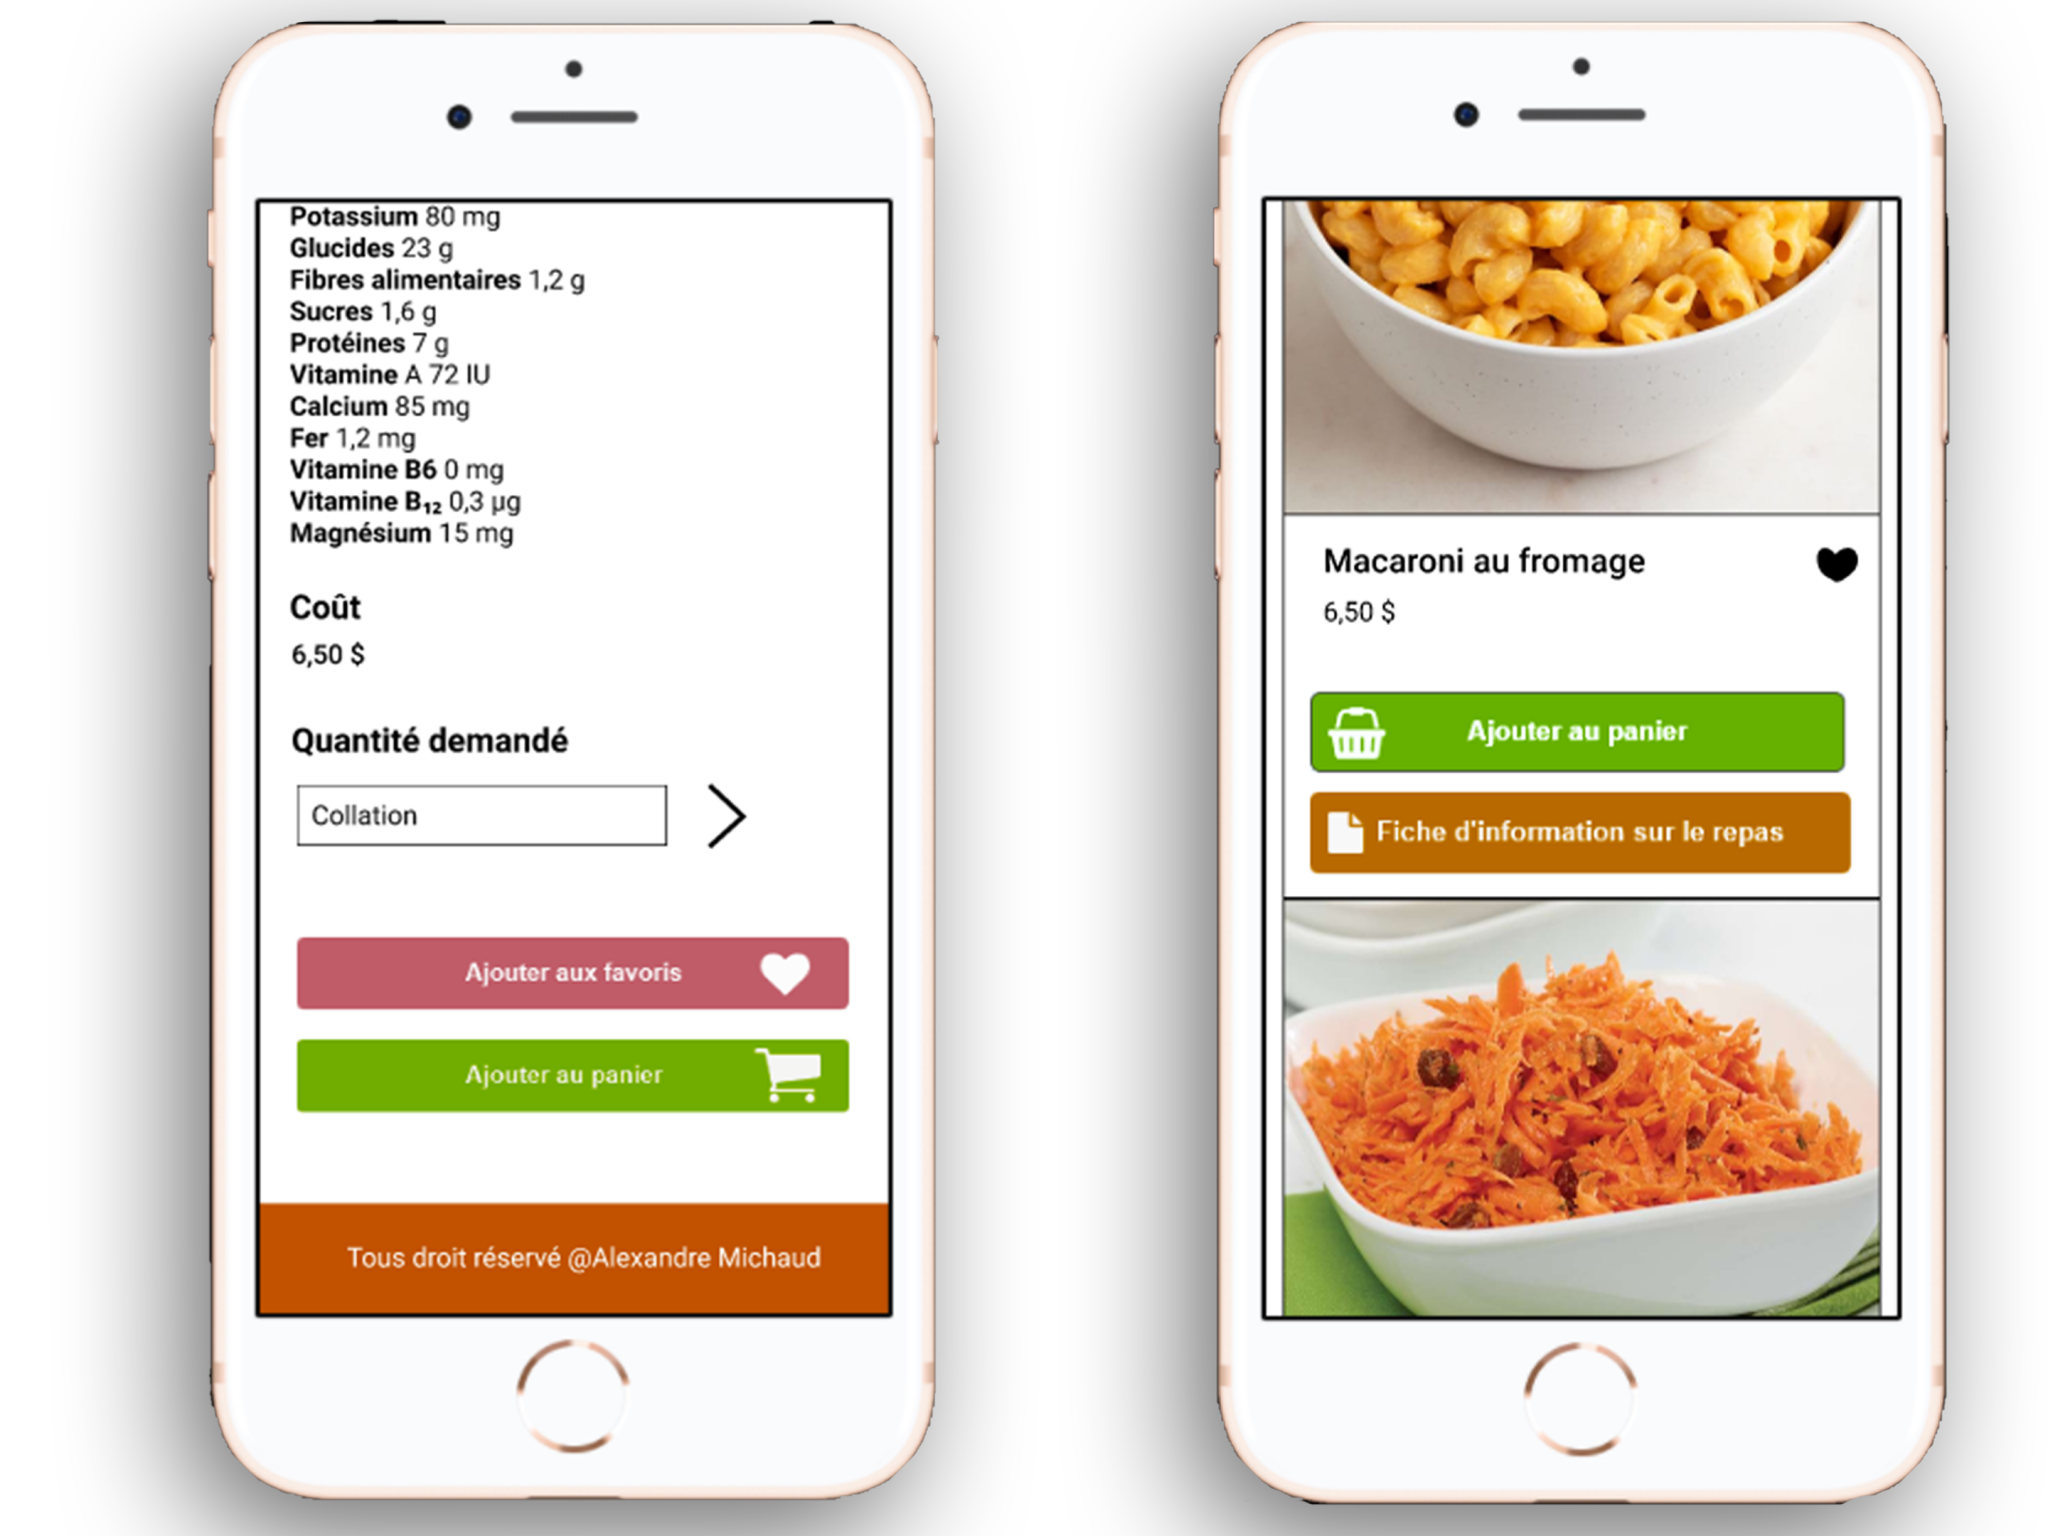 Potassium 80 mg
Glucides 23 g
Fibres alimentaires 1,2 g
Sucres 1,6 g
Protéines 7 g
Vitamine A 72 IU
Calcium 85 mg
Fer 1,2 mg
Vitamine B6 0 mg
Vitamine B₁₂ 0,3 µg
Magnésium 15 mg
Coût
6,50 $
Quantité demandé
Collation
Ajouter aux favoris
Ajouter au panier
Tous droit réservé @Alexandre Michaud
Macaroni au fromage
6,50 $
Ajouter au panier
Fiche d'information sur le repas